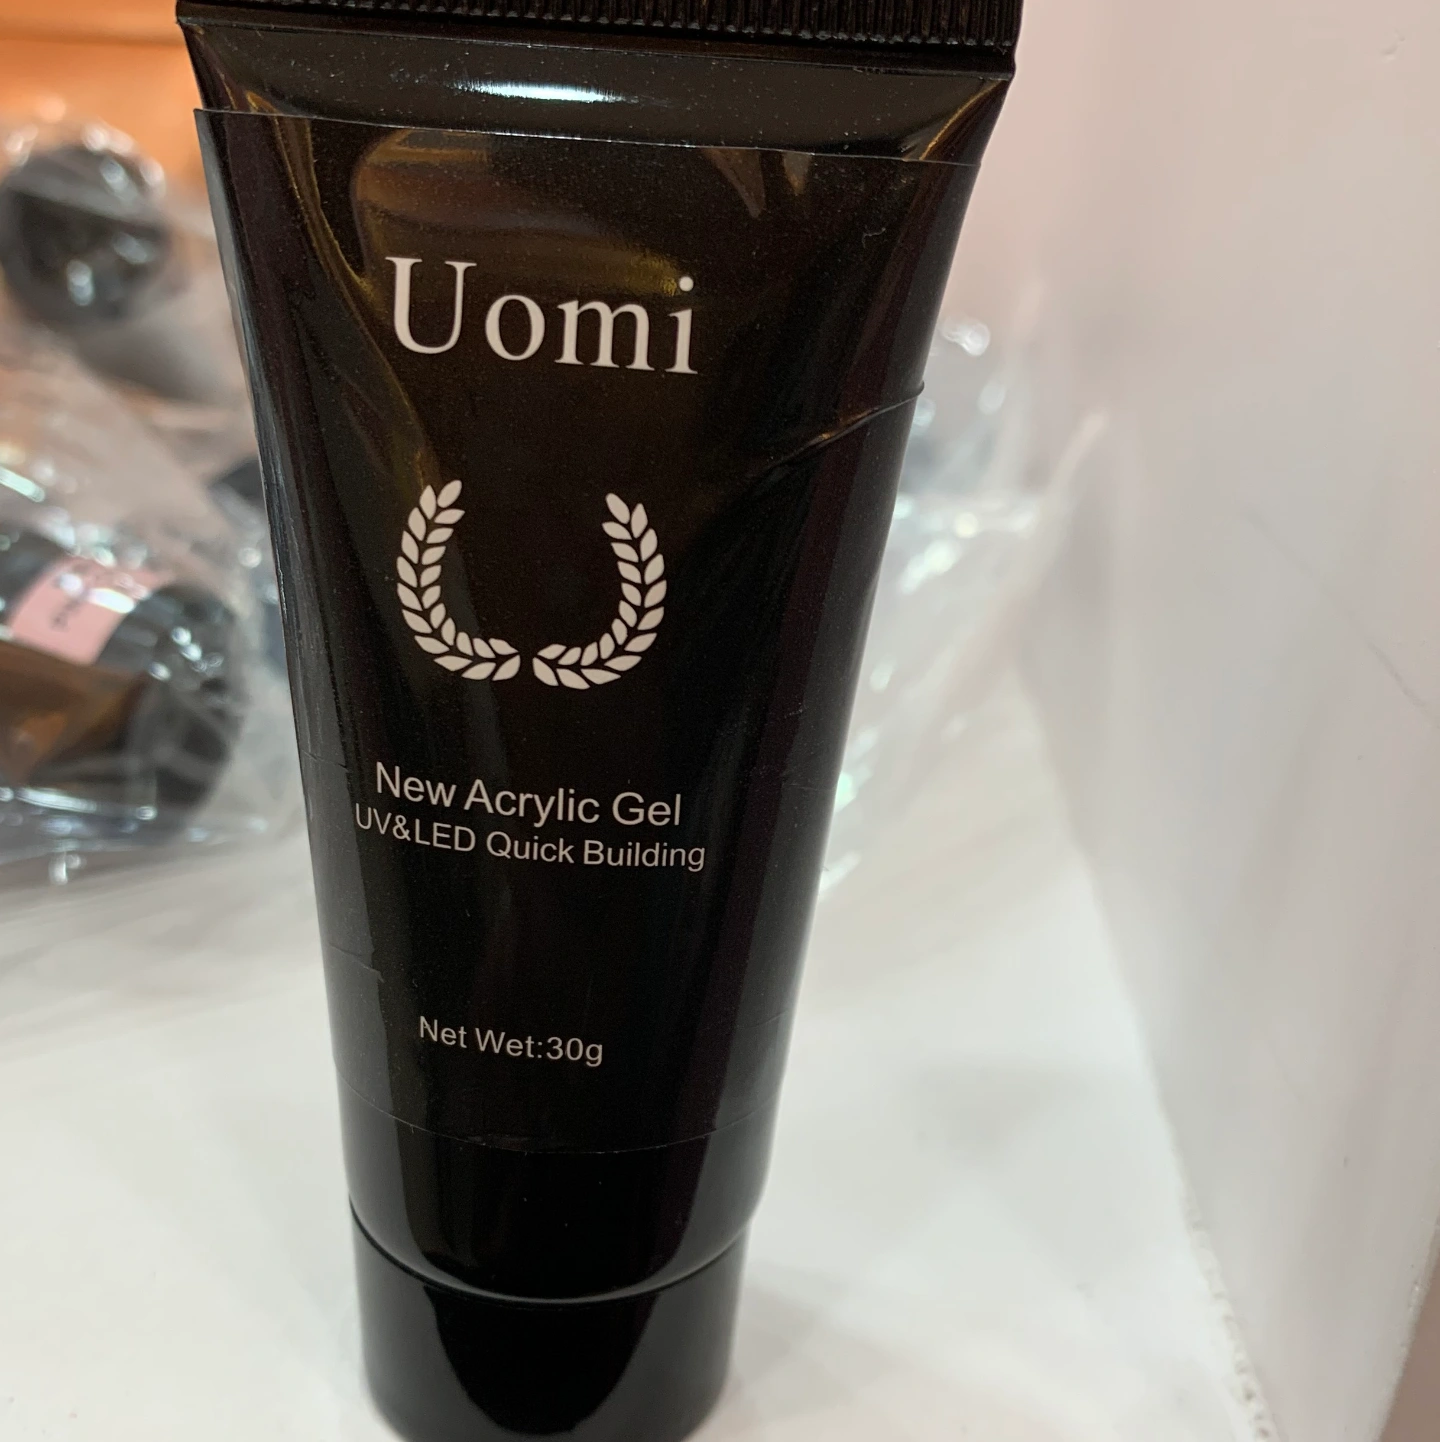 Uomi
New Acrylic Gel
UV&LED Quick Building
Net Wet:30g